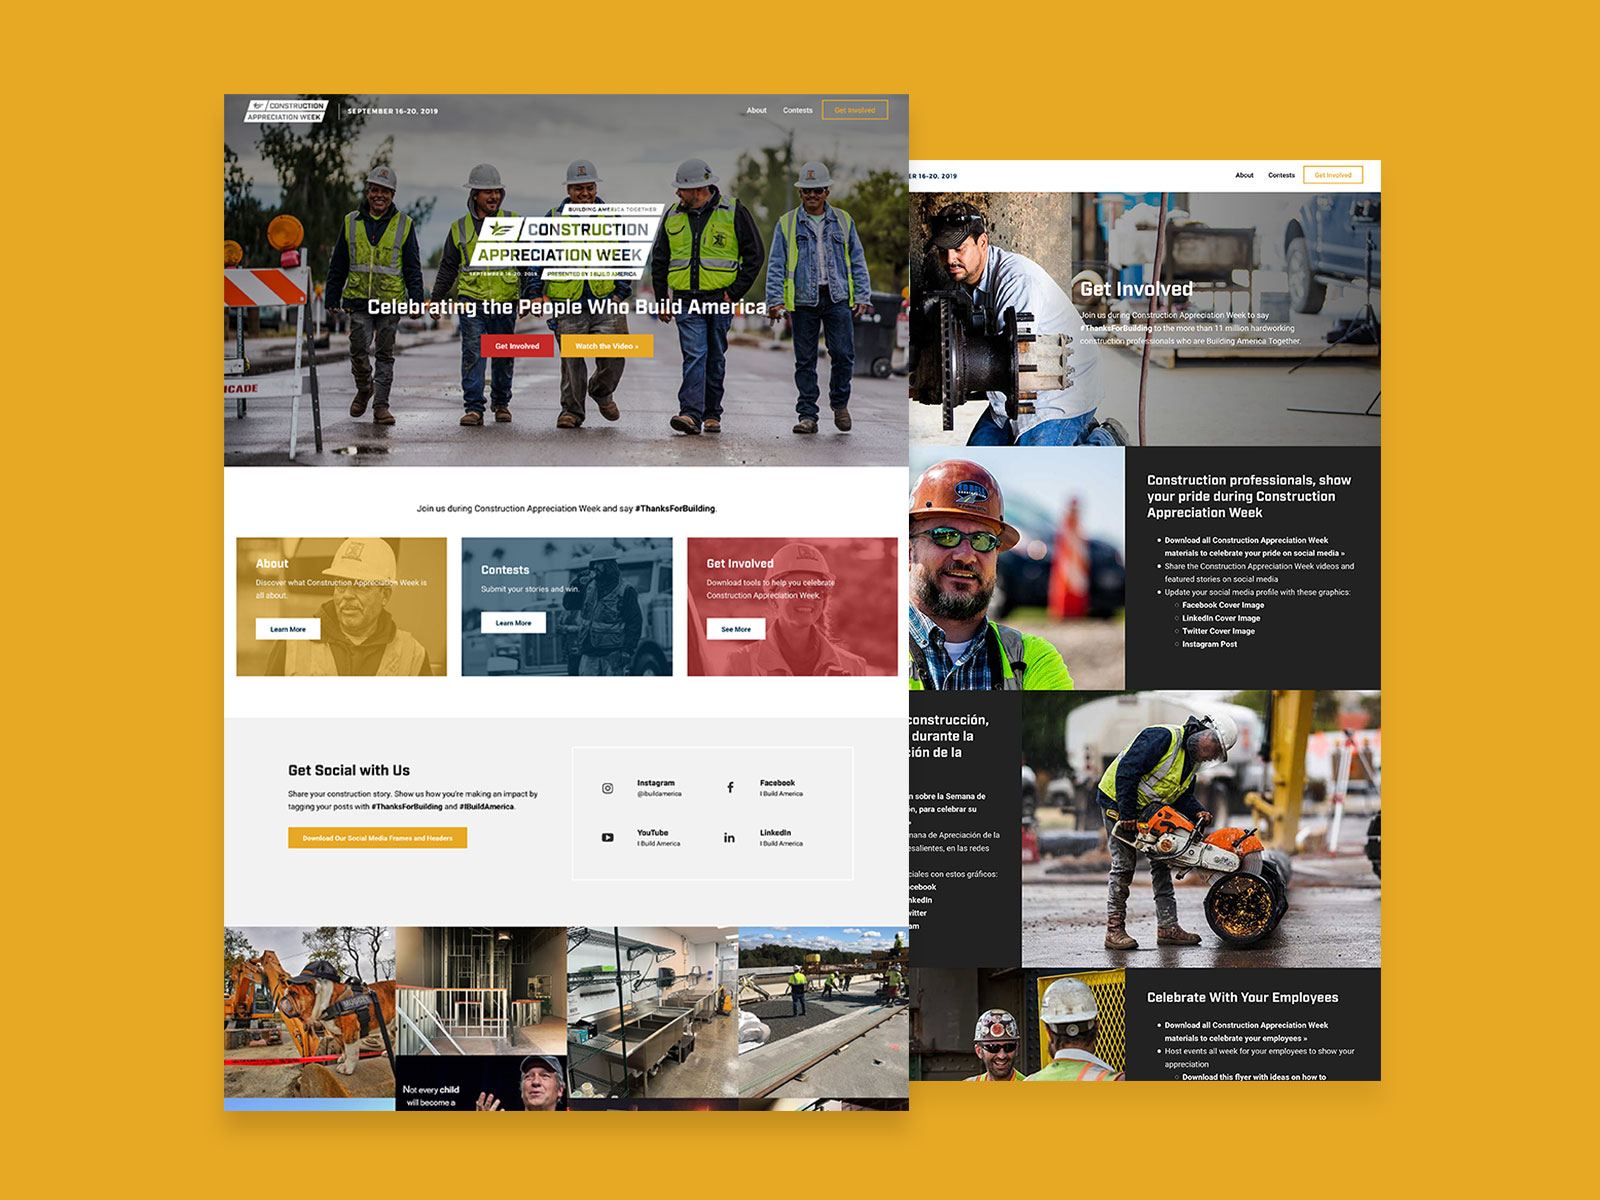 CONSTRUCTION
APPRECIATION WEEK
SEPTEMBER 16-20, 2019
About
Contests
Get Involved
BUILDING AMERICA TOGETHER
CONSTRUCTION
APPRECIATION WEEK
SEPTEMBER 16-20, 2019
PRESENTED BY I BUILD AMERICA
Celebrating the People Who Build America
Get Involved
Watch the Video »
ICADE
Join us during Construction Appreciation Week and say #ThanksForBuilding.
About
Discover what Construction Appreciation Week is
all about.
Learn More
Contests
Submit your stories and win.
Learn More
Get Involved
Download tools to help you celebrate
Construction Appreciation Week.
See More
Get Social with Us
Share your construction story. Show us how you're making an impact by
tagging your posts with #ThanksForBuilding and #IBuildAmerica.
Download Our Social Media Frames and Headers
Instagram
@ibuildamerica
Facebook
I Build America
YouTube
I Build America
LinkedIn
I Build America
Not every child
will become a
ER 16-20, 2019
About
Contests
Get Involved
Get Involved
Join us during Construction Appreciation Week to say
#ThanksForBuilding to the more than 11 million hardworking
construction professionals who are Building America Together.
Construction professionals, show
your pride during Construction
Appreciation Week
Download all Construction Appreciation Week
materials to celebrate your pride on social media »
Share the Construction Appreciation Week videos and
featured stories on social media
Update your social media profile with these graphics:
Facebook Cover Image
LinkedIn Cover Image
Twitter Cover Image
Instagram Post
construcción,
durante la
ión de la
n sobre la Semana de
n, para celebrar su
mana de Apreciación de la
esalientes, en las redes
ciales con estos gráficos:
cebook
nkedIn
witter
am
Celebrate With Your Employees
Download all Construction Appreciation Week
materials to celebrate your employees »
Host events all week for your employees to show your
appreciation
Download this flyer with ideas on how to